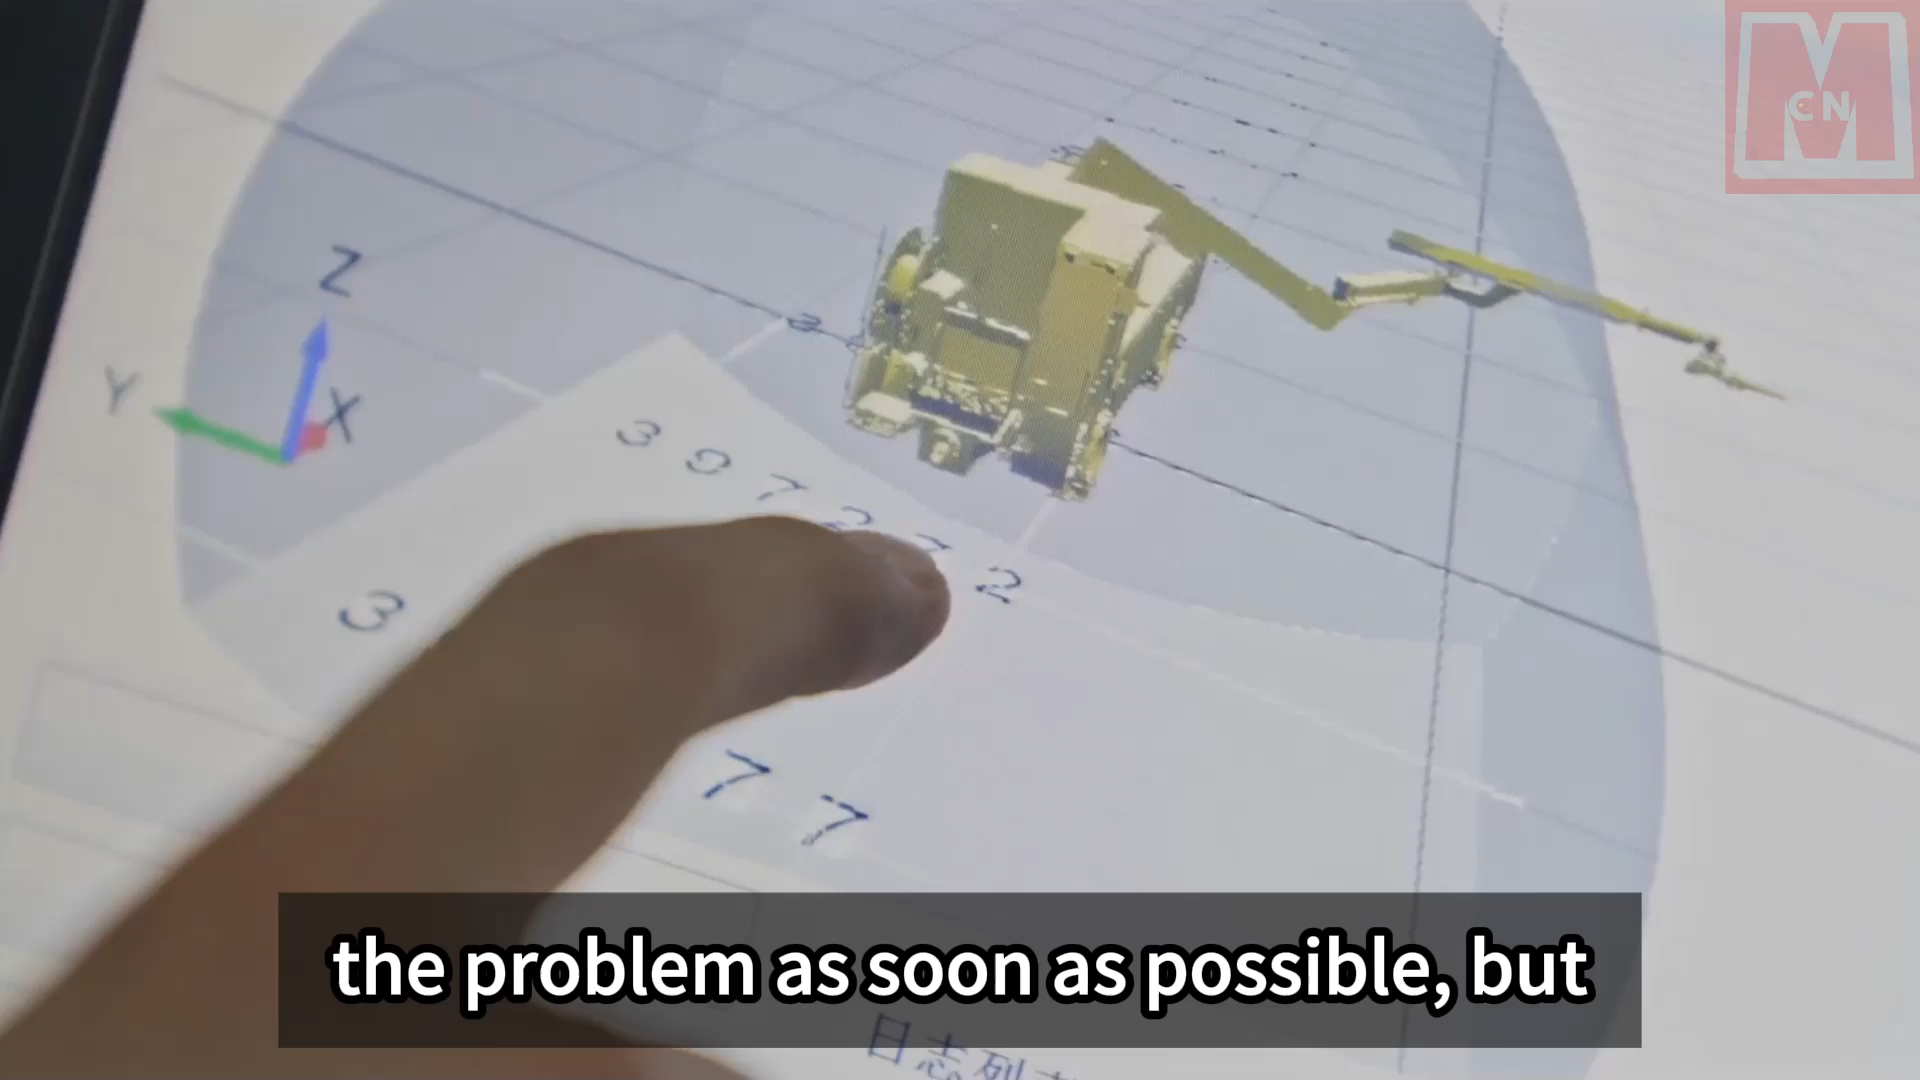 M
CN
Z
Y
X
3 9 7 2 7 2
3
7 7
the problem as soon as possible, but
日志列